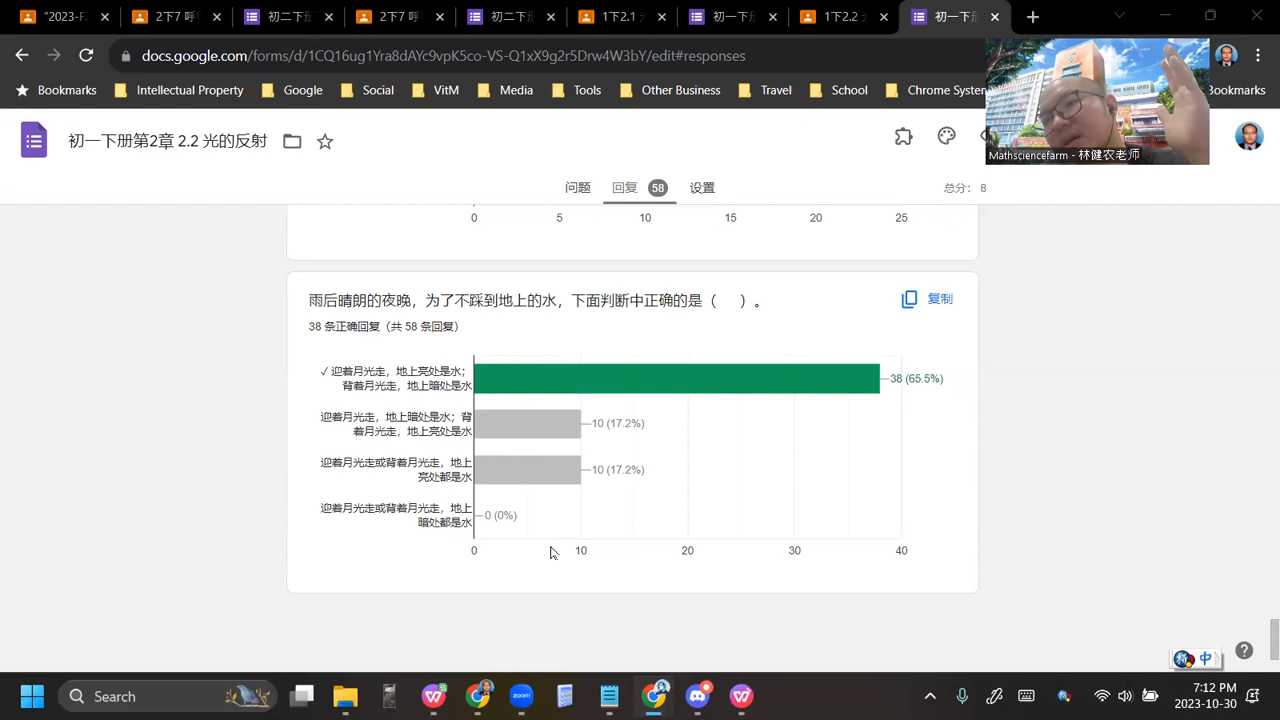 "2023-F
2下7 呼
初二下册
2下7 呼
初二下册
1下2.1
初一下册
1下2.2
初一下册
docs.google.com/forms/d/
/edit#responses
Bookmarks
Intellectual Property
Google
Social
VitM
Media
Tools
Other Business
Travel
School
Chrome System
Bookmarks
初一下册第2章 2.2 光的反射
Mathsciencefarm - 林健农老师
问题
回复 58
设置
总分： 8
0 5 10 15 20 25
雨后晴朗的夜晚，为了不踩到地上的水，下面判断中正确的是（ ）。
复制
38 条正确回复（共 58 条回复）
✓ 迎着月光走，地上亮处是水；
背着月光走，地上暗处是水
38 (65.5%)
迎着月光走，地上暗处是水；背
着月光走，地上亮处是水
10 (17.2%)
迎着月光走或背着月光走，地上
亮处都是水
10 (17.2%)
迎着月光走或背着月光走，地上
暗处都是水
0 (0%)
0 10 20 30 40
中
Search
zoom
7:12 PM
2023-10-30